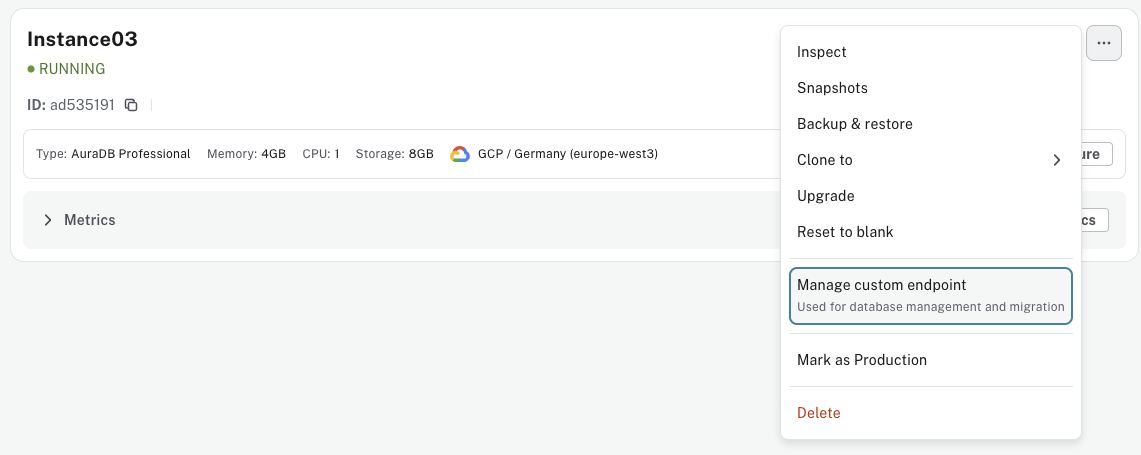 Instance03
RUNNING
ID: ad535191
Type: AuraDB Professional Memory: 4GB CPU: 1 Storage: 8GB GCP / Germany (europe-west3)
Metrics
...
Inspect
Snapshots
Backup & restore
Clone to
Upgrade
Reset to blank
Manage custom endpoint
Used for database management and migration
Mark as Production
Delete